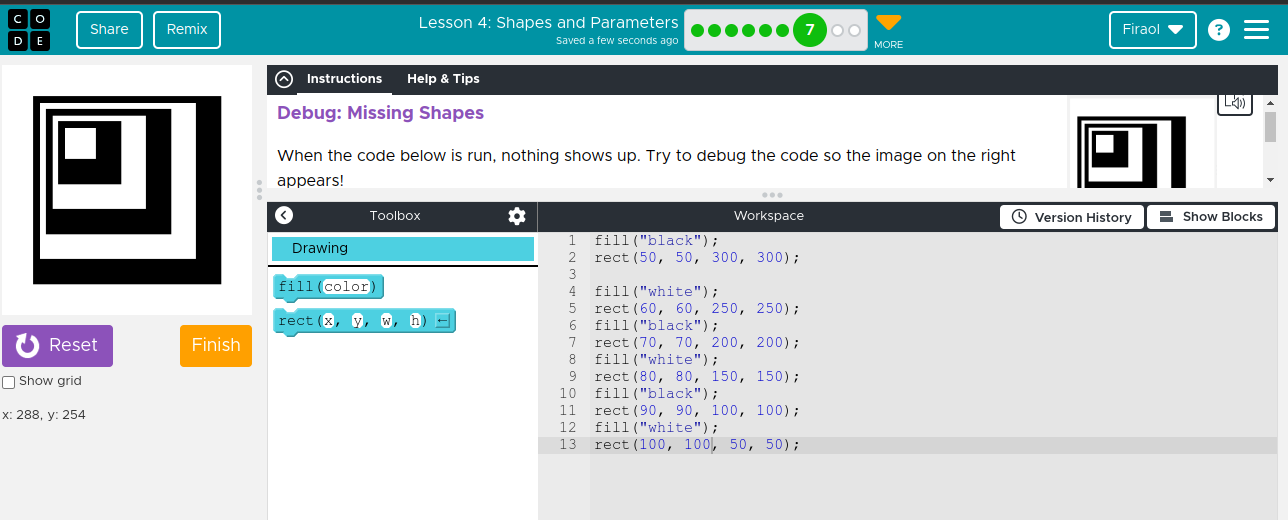 C O
D E
Share
Remix
Lesson 4: Shapes and Parameters
Saved a few seconds ago
7
MORE
Firaol
?
Instructions
Help & Tips
Debug: Missing Shapes
When the code below is run, nothing shows up. Try to debug the code so the image on the right
appears!
Reset
Finish
Show grid
x: 288, y: 254
Toolbox
Workspace
Version History
Show Blocks
Drawing
fill(color)
rect(x, y, w, h)
1 fill("black");
2 rect(50, 50, 300, 300);
3
4 fill("white");
5 rect(60, 60, 250, 250);
6 fill("black");
7 rect(70, 70, 200, 200);
8 fill("white");
9 rect(80, 80, 150, 150);
10 fill("black");
11 rect(90, 90, 100, 100);
12 fill("white");
13 rect(100, 100, 50, 50);